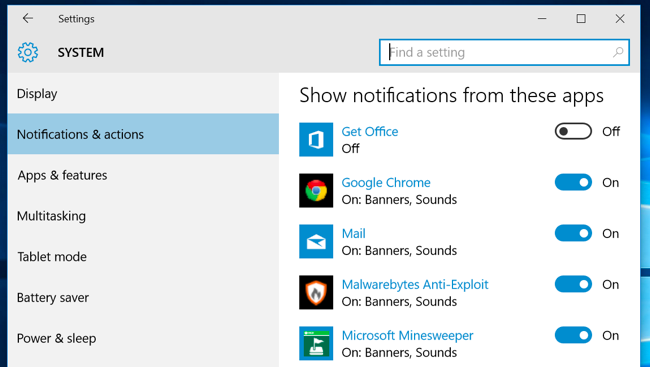 Settings
SYSTEM
Find a setting
Display
Notifications & actions
Apps & features
Multitasking
Tablet mode
Battery saver
Power & sleep
Show notifications from these apps
Get Office
Off
Off
Google Chrome
On: Banners, Sounds
On
Mail
On: Banners, Sounds
On
Malwarebytes Anti-Exploit
On: Banners, Sounds
On
Microsoft Minesweeper
On: Banners, Sounds
On